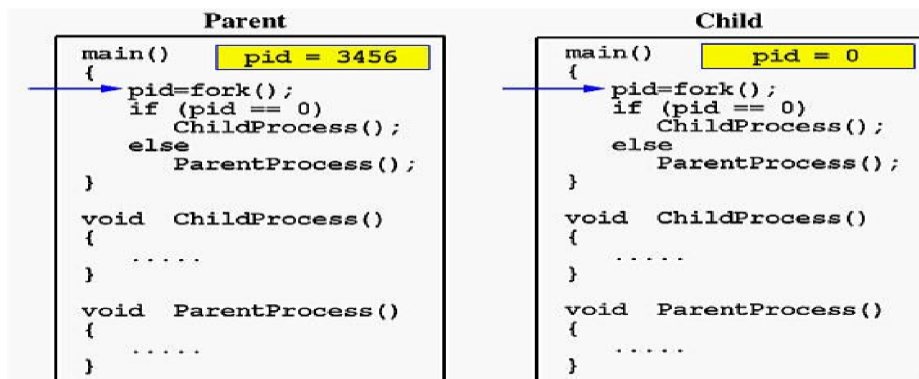 Parent
main()
pid = 3456
{
pid=fork();
if (pid == 0)
ChildProcess();
else
ParentProcess();
}
void ChildProcess()
{
.....
}
void ParentProcess()
{
.....
}
Child
main()
pid = 0
{
pid=fork();
if (pid == 0)
ChildProcess();
else
ParentProcess();
}
void ChildProcess()
{
.....
}
void ParentProcess()
{
.....
}